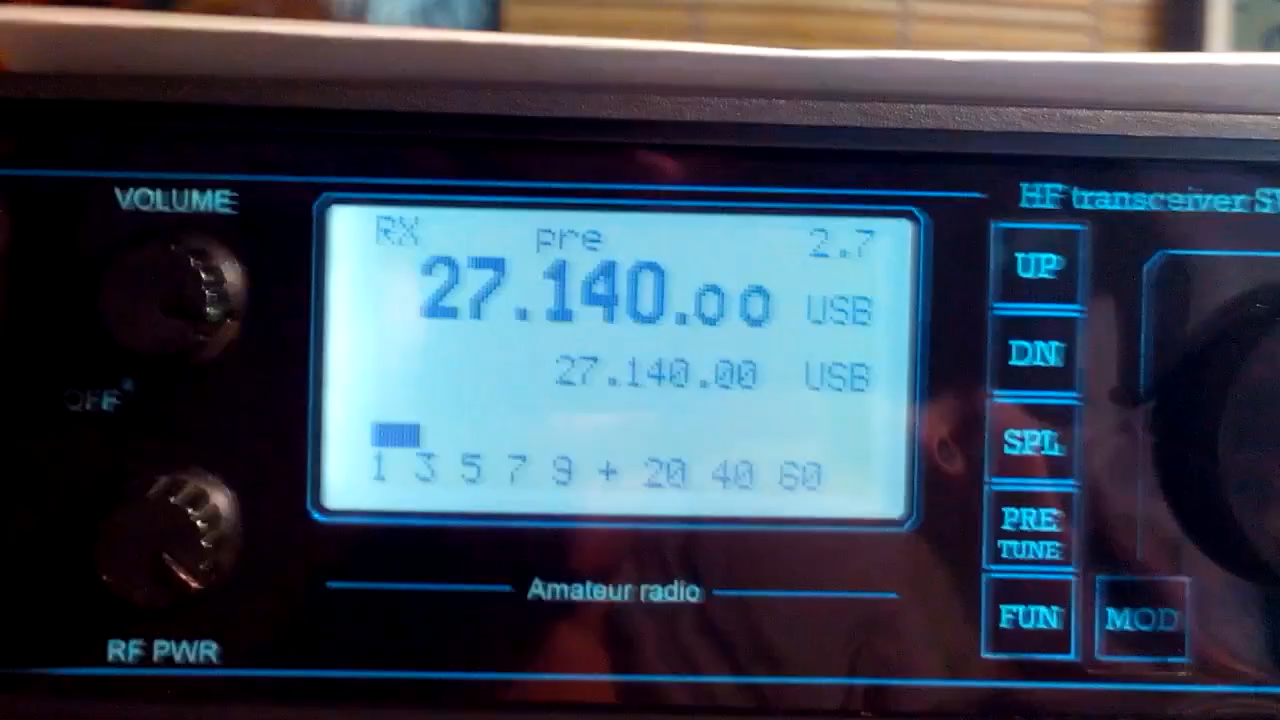 VOLUME
OFF
RF PWR
RX pre 2.7
27.140.00 USB
27.140.00 USB
1 3 5 7 9 + 20 40 60
Amateur radio
HF transceiver
UP
DN
SPL
PRE
TUNE
FUN
MOD